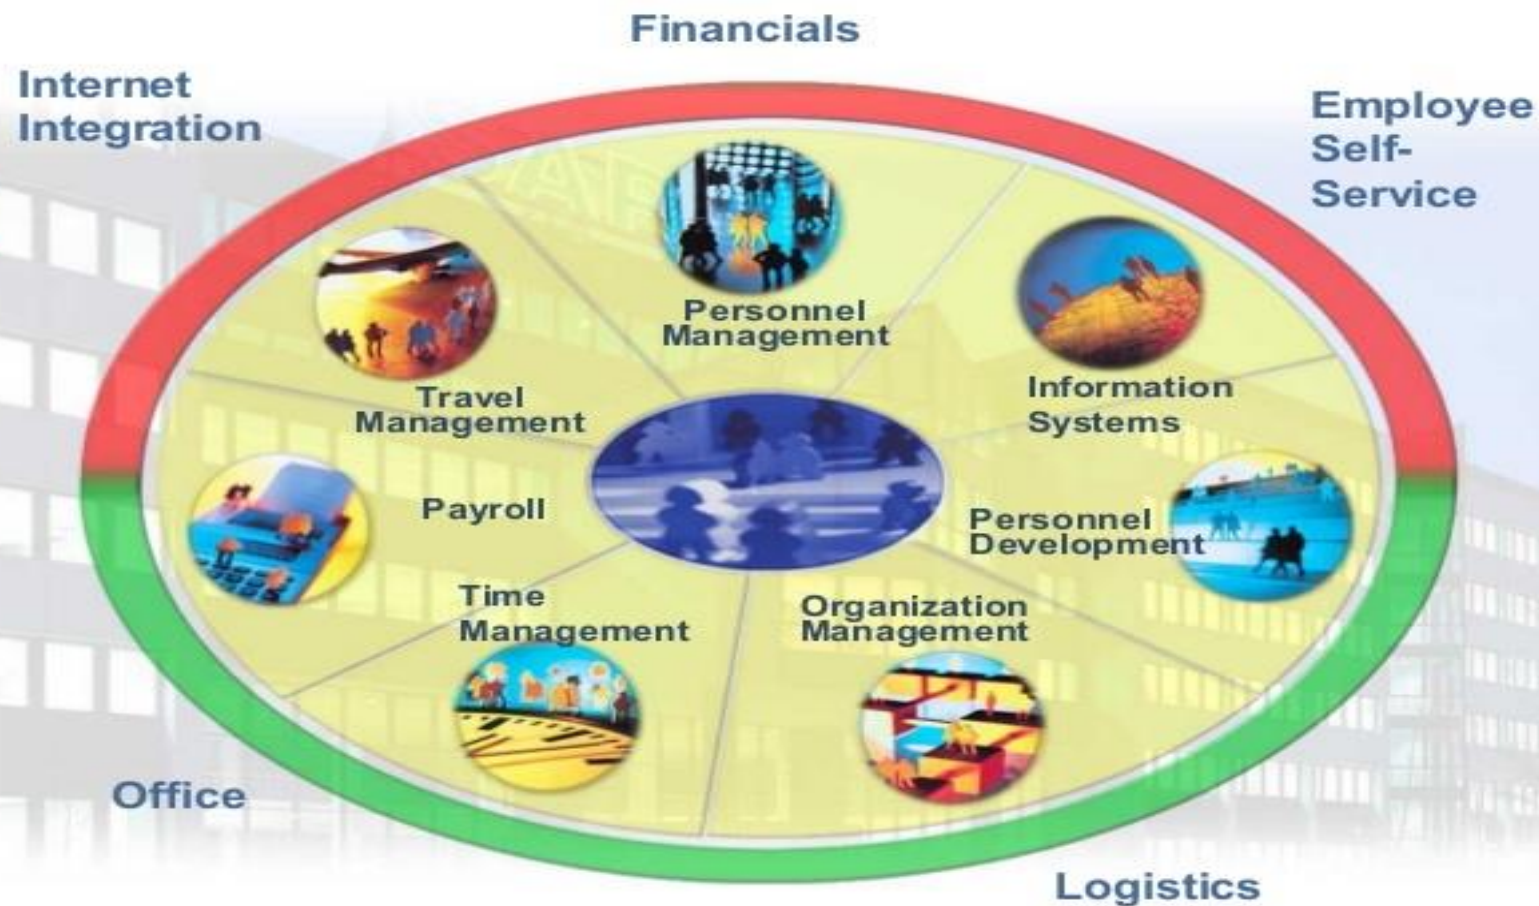 Financials
Internet
Integration
Employee
Self-
Service
Personnel
Management
Travel
Management
Information
Systems
Payroll
Personnel
Development
Time
Management
Organization
Management
Office
Logistics